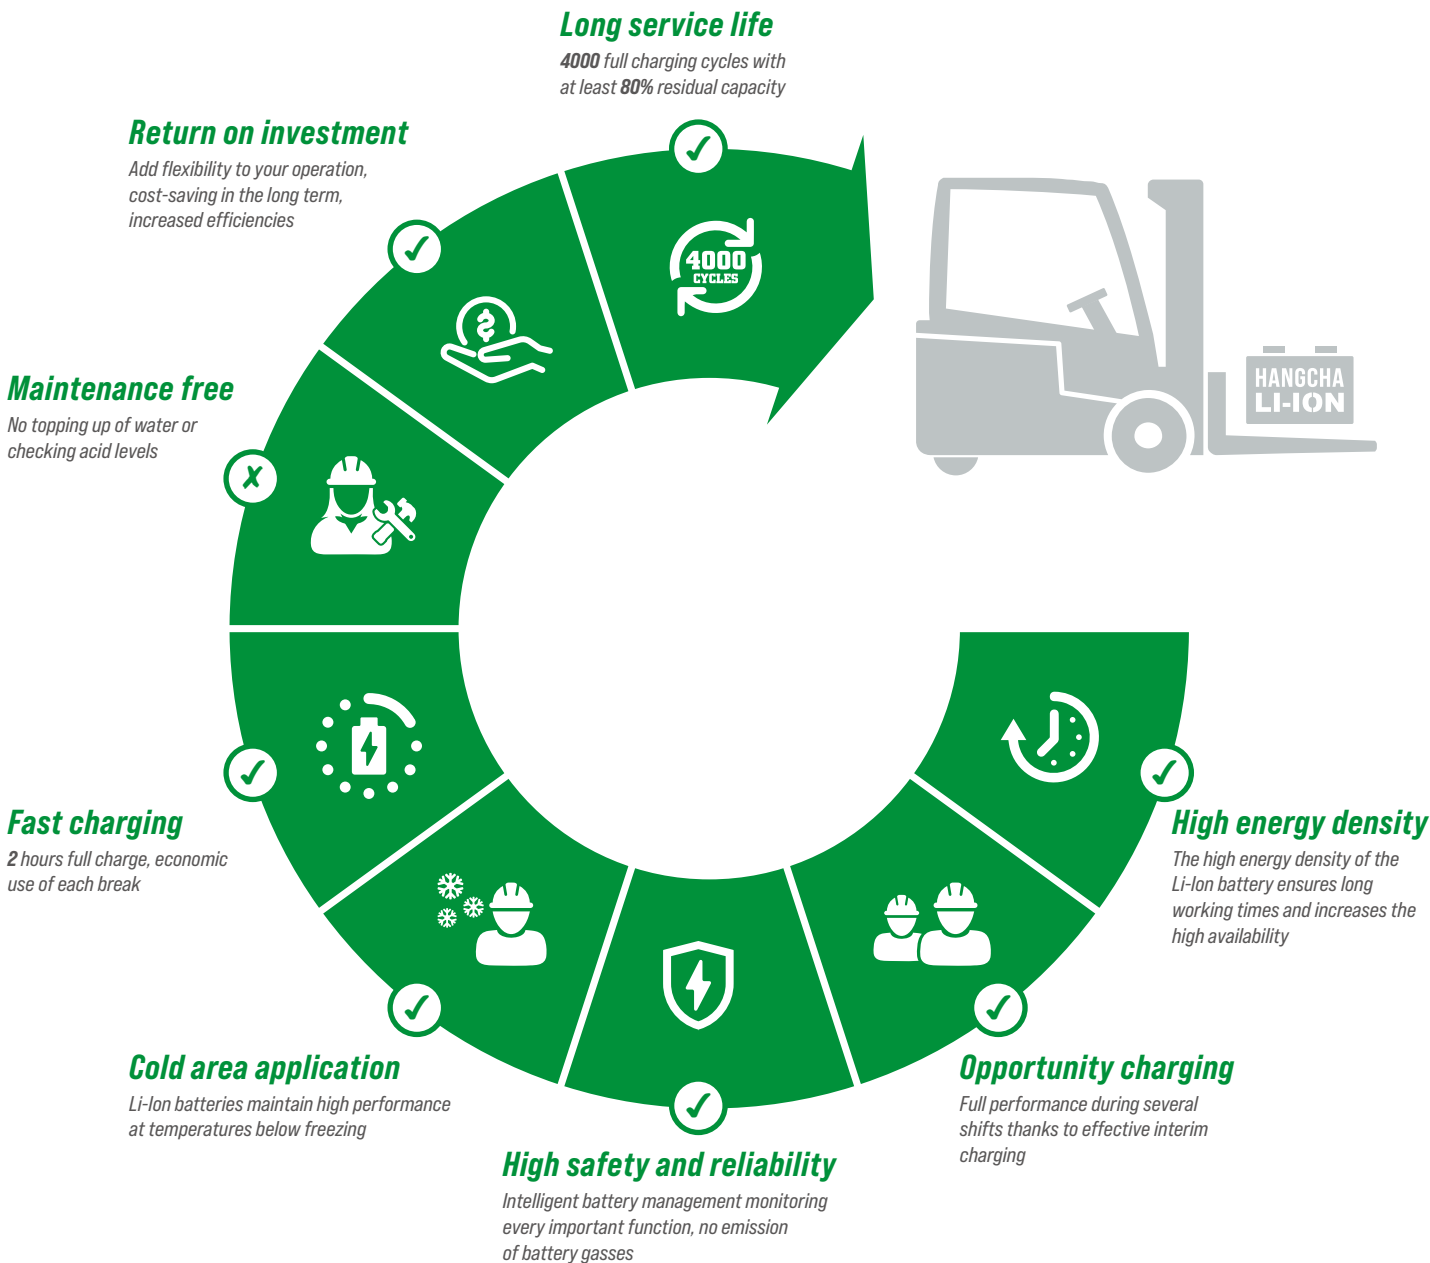 Long service life
4000 full charging cycles with
at least 80% residual capacity
Return on investment
Add flexibility to your operation,
cost-saving in the long term,
increased efficiencies
4000
CYCLES
HANGCHA
LI-ION
Maintenance free
No topping up of water or
checking acid levels
Fast charging
2 hours full charge, economic
use of each break
High energy density
The high energy density of the
Li-Ion battery ensures long
working times and increases the
high availability
Cold area application
Li-Ion batteries maintain high performance
at temperatures below freezing
Opportunity charging
Full performance during several
shifts thanks to effective interim
charging
High safety and reliability
Intelligent battery management monitoring
every important function, no emission
of battery gasses